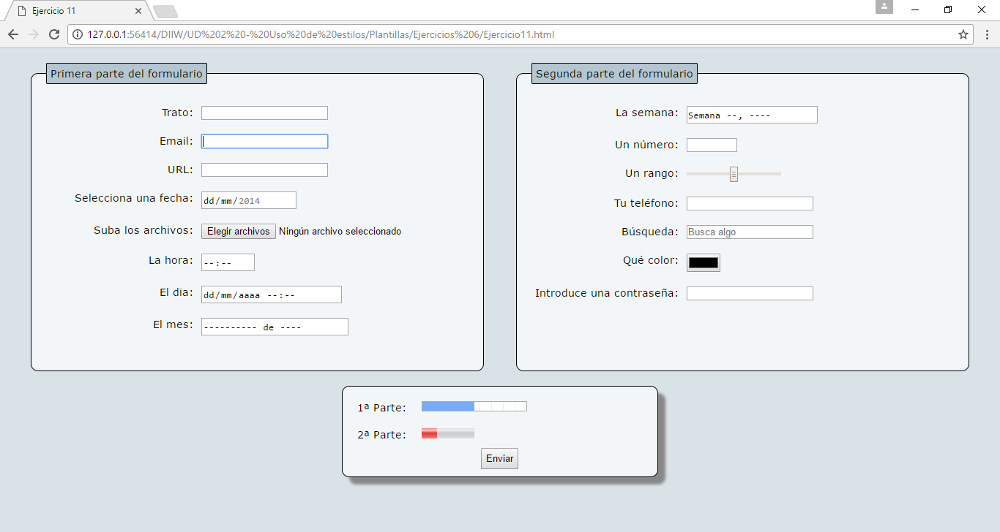 Ejercicio 11
127.0.0.1:56414/DIIW/UD%202%20-%20Uso%20de%20estilos/Plantillas/Ejercicios%206/Ejercicio11.html
Primera parte del formulario
Trato:
Email:
URL:
Selecciona una fecha: dd/mm/2014
Suba los archivos: Elegir archivos Ningún archivo seleccionado
La hora: --:--
El dia: dd/mm/aaaa --:--
El mes: ---------- de ----
Segunda parte del formulario
La semana: Semana --, ----
Un número:
Un rango:
Tu teléfono:
Búsqueda: Busca algo
Qué color:
Introduce una contraseña:
1ª Parte:
2ª Parte:
Enviar